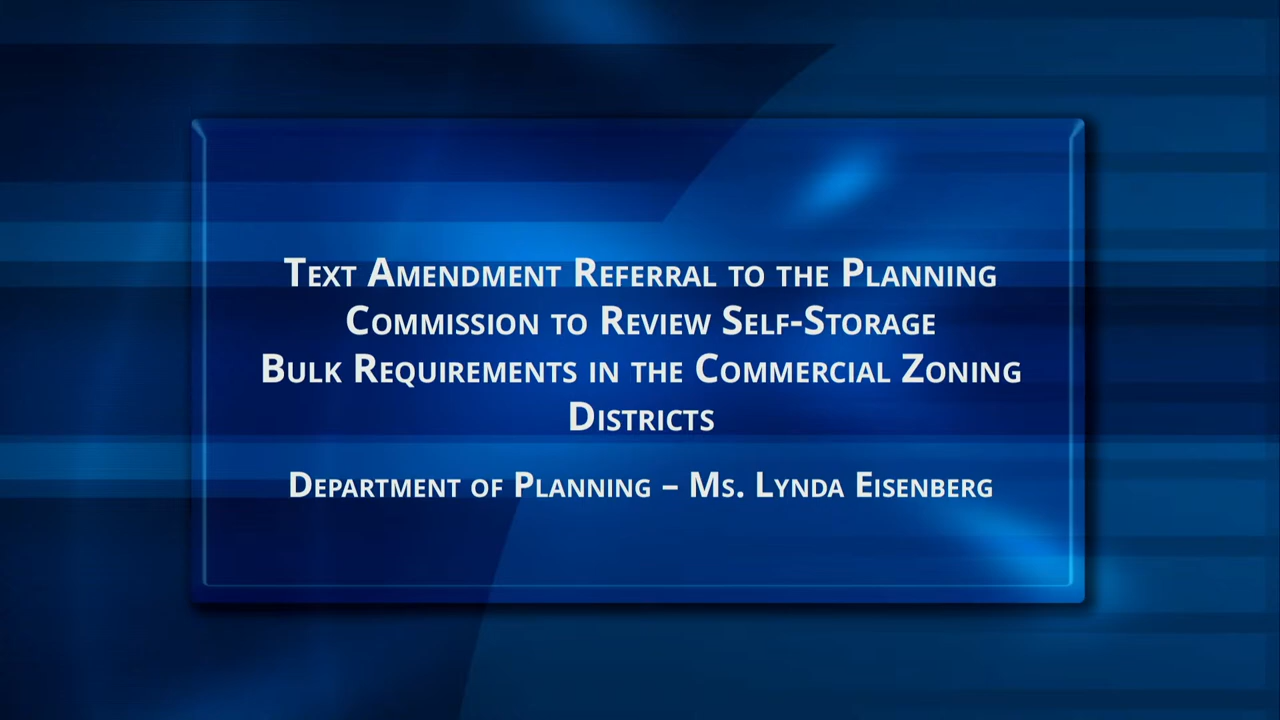 Text Amendment Referral to the Planning
Commission to Review Self-Storage
Bulk Requirements in the Commercial Zoning
Districts
Department of Planning – Ms. Lynda Eisenberg